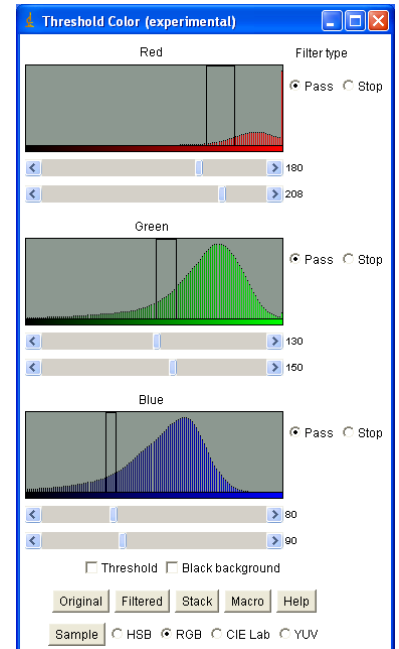 Threshold Color (experimental)
Red Filter type
Pass Stop
180
208
Green
Pass Stop
130
150
Blue
Pass Stop
80
90
Threshold Black background
Original Filtered Stack Macro Help
Sample HSB RGB CIE Lab YUV